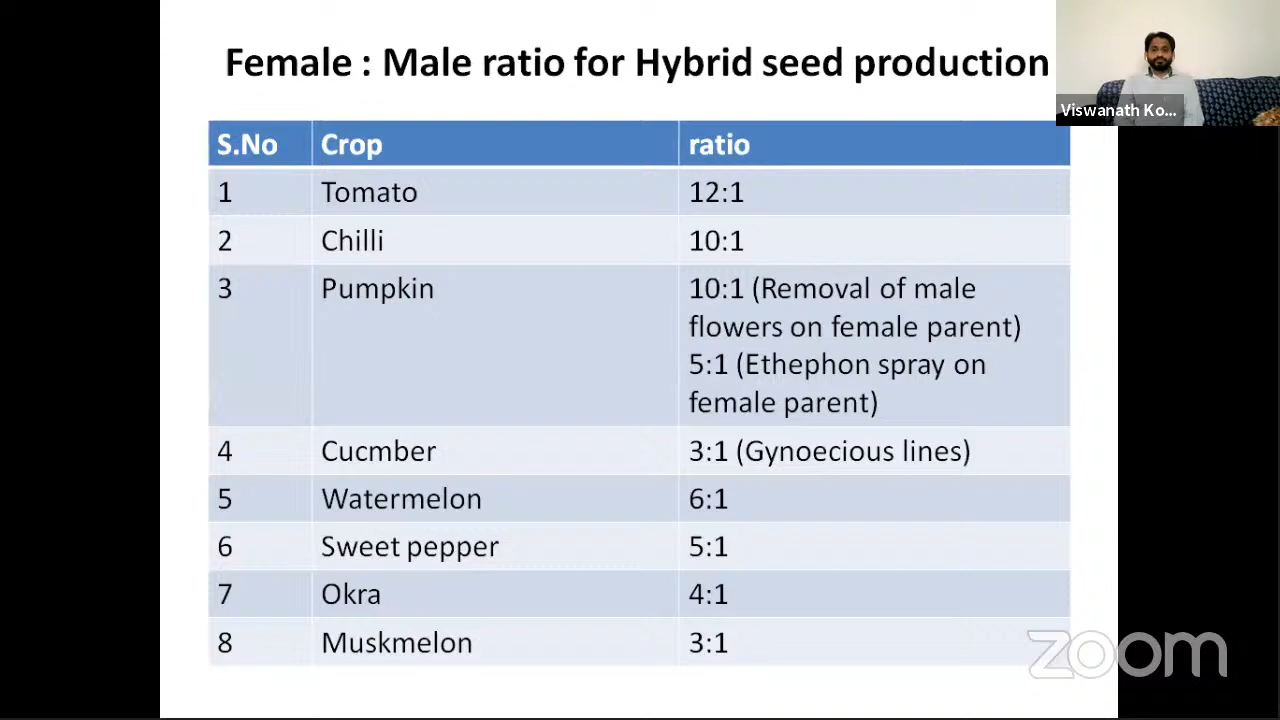 Female : Male ratio for Hybrid seed production
Viswanath Ko...
S.No Crop ratio
1 Tomato 12:1
2 Chilli 10:1
3 Pumpkin 10:1 (Removal of male
flowers on female parent)
5:1 (Ethephon spray on
female parent)
4 Cucmber 3:1 (Gynoecious lines)
5 Watermelon 6:1
6 Sweet pepper 5:1
7 Okra 4:1
8 Muskmelon 3:1
zoom